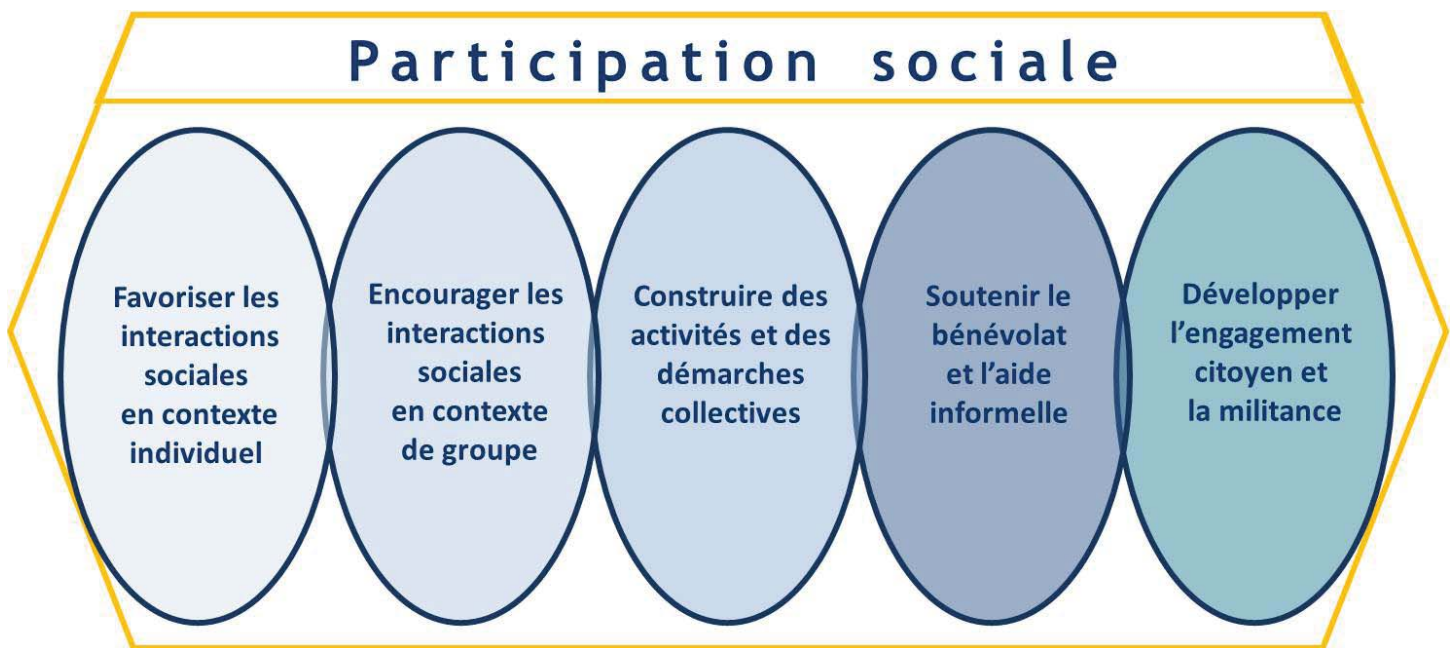 Participation sociale
Favoriser les
interactions
sociales
en contexte
individuel
Encourager les
interactions
sociales
en contexte
de groupe
Construire des
activités et des
démarches
collectives
Soutenir le
bénévolat
et l’aide
informelle
Développer
l’engagement
citoyen et
la militance